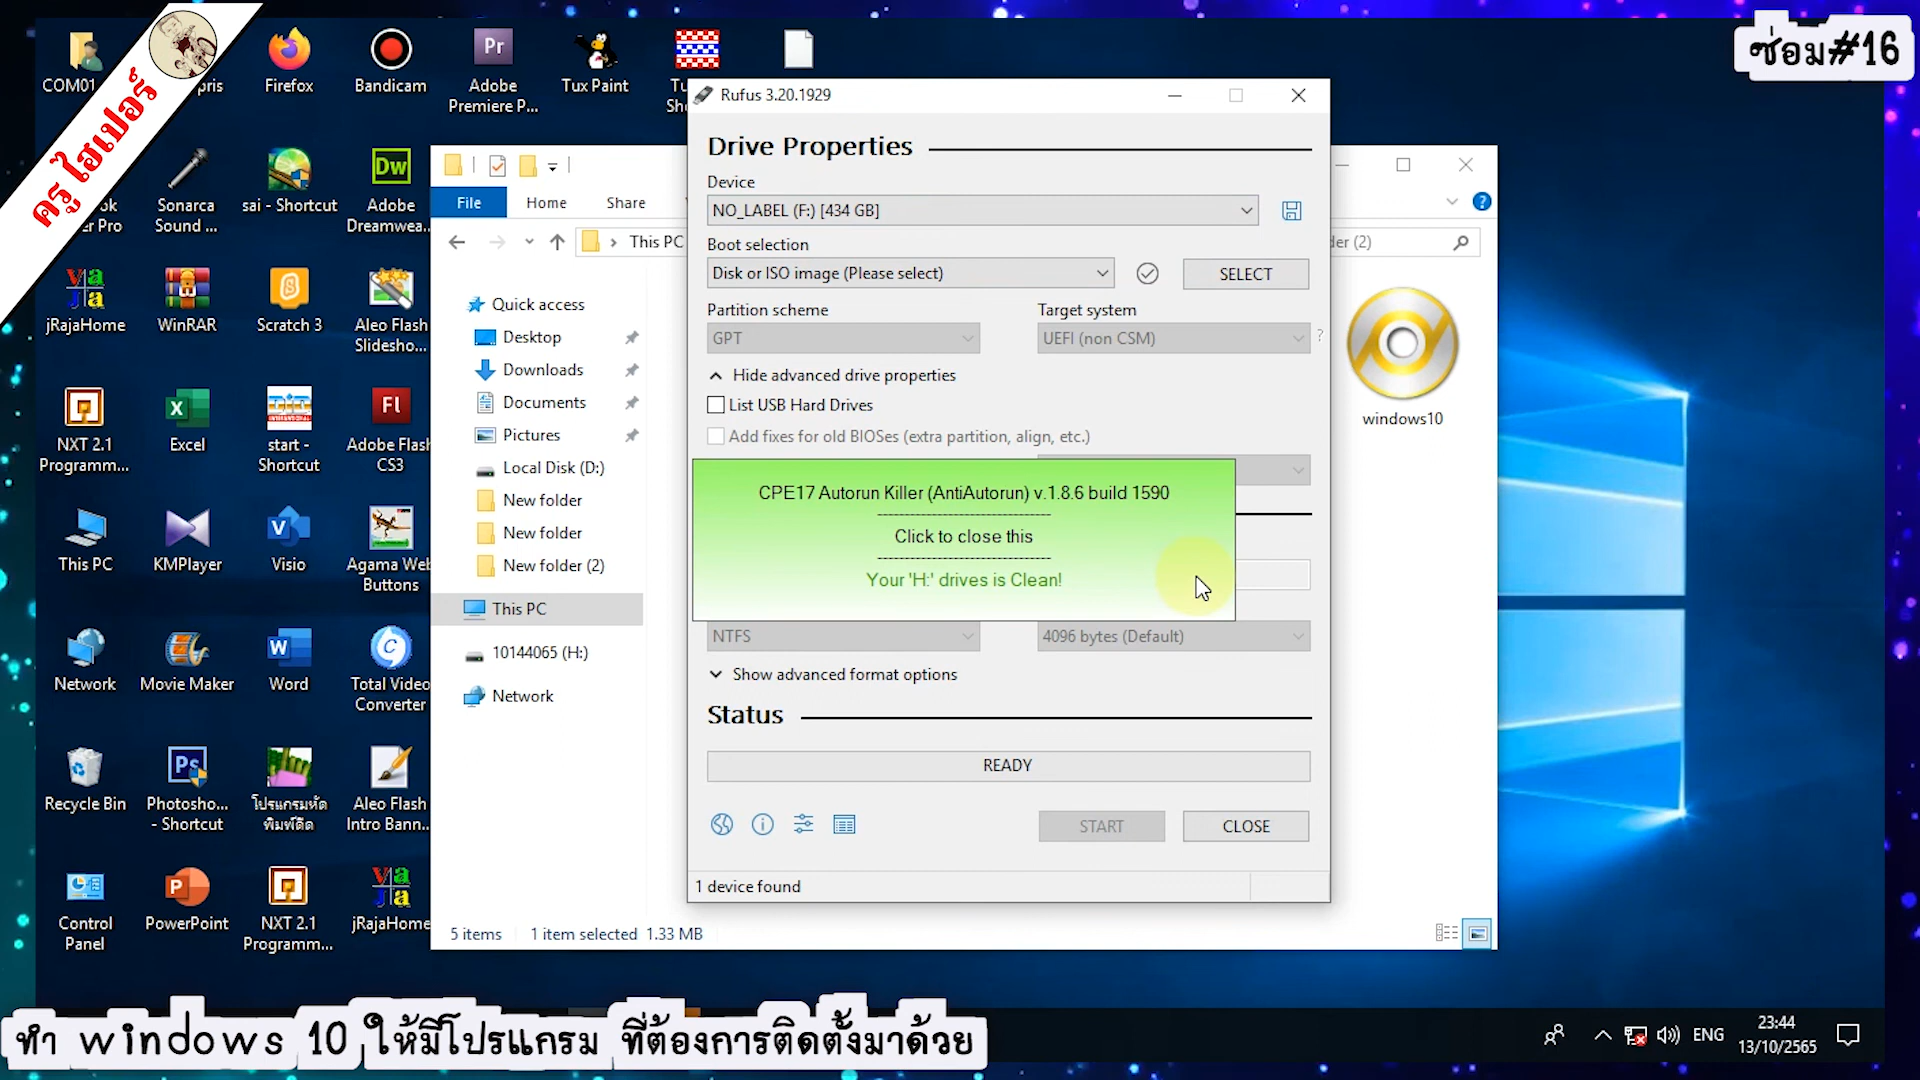 ครูไฮเปอร์
ซ่อม#16
COM01
Firefox
Bandicam
Adobe
Premiere P...
Tux Paint
Sonarca
Sound ...
sai - Shortcut
Adobe
Dreamwea...
jRajaHome
WinRAR
Scratch 3
Aleo Flash
Slidesho...
NXT 2.1
Programm...
Excel
start -
Shortcut
Adobe Flash
CS3
This PC
KMPlayer
Visio
Agama Web
Buttons
Network
Movie Maker
Word
Total Video
Converter
Recycle Bin
Photosho...
- Shortcut
โปรแกรมหัด
พิมพ์ดีด
Aleo Flash
Intro Bann...
Control
Panel
PowerPoint
NXT 2.1
Programm...
jRajaHome
File
Home
Share
This PC
Quick access
Desktop
Downloads
Documents
Pictures
Local Disk (D:)
New folder
New folder
New folder (2)
This PC
10144065 (H:)
Network
5 items
1 item selected 1.33 MB
windows10
Rufus 3.20.1929
Drive Properties
Device
NO_LABEL (F:) [434 GB]
Boot selection
Disk or ISO image (Please select)
SELECT
Partition scheme
Target system
GPT
UEFI (non CSM)
?
Hide advanced drive properties
List USB Hard Drives
Add fixes for old BIOSes (extra partition, align, etc.)
CPE17 Autorun Killer (AntiAutorun) v.1.8.6 build 1590
------------------------------
Click to close this
------------------------------
Your 'H:' drives is Clean!
NTFS
4096 bytes (Default)
Show advanced format options
Status
READY
START
CLOSE
1 device found
ทำ windows 10 ให้มีโปรแกรม ที่ต้องการติดตั้งมาด้วย
ENG
23:44
13/10/2565